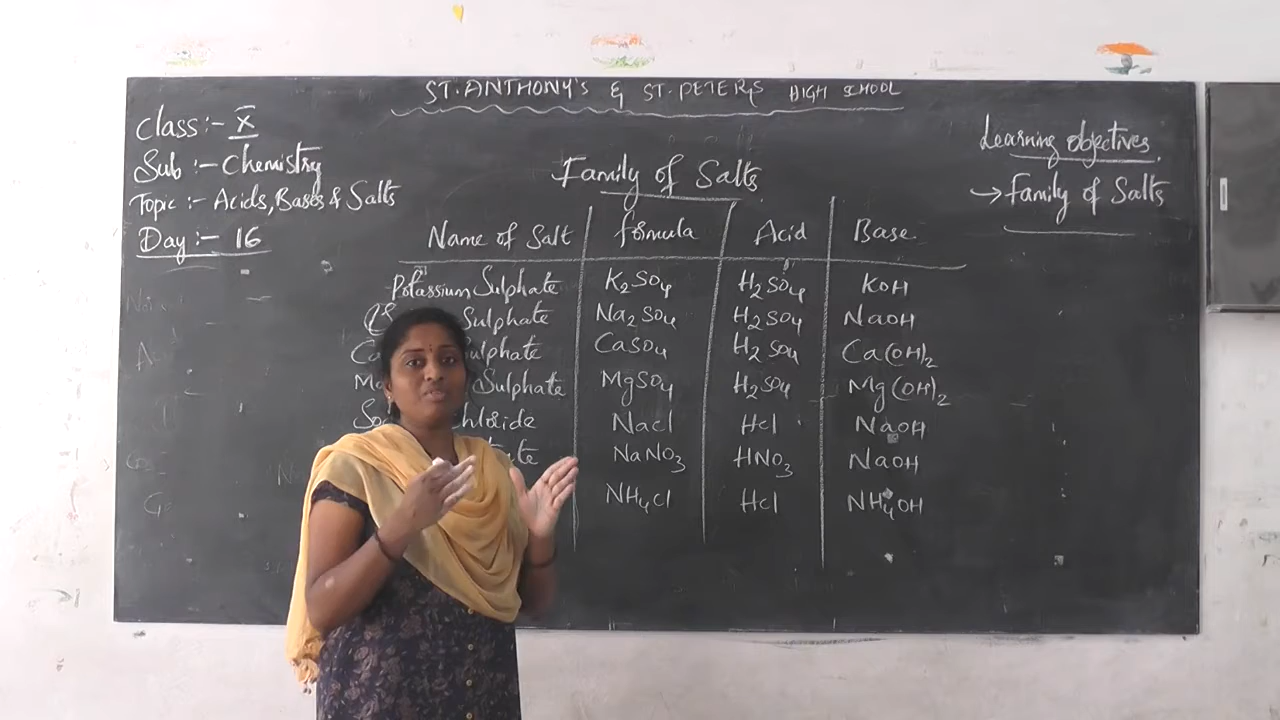 ST. ANTHONY'S & ST. PETERS HIGH SCHOOL
Class:- X
Sub:- Chemistry
Topic:- Acids, Bases & Salts
Day:- 16
Learning objectives
→ Family of Salts
Family of Salts
Name of Salt Formula Acid Base
Potassium Sulphate K2SO4 H2SO4 KOH
Sulphate Na2SO4 H2SO4 NaOH
Sulphate CaSO4 H2SO4 Ca(OH)2
Sulphate MgSO4 H2SO4 Mg(OH)2
NaCl HCl NaOH
NaNO3 HNO3 NaOH
NH4Cl HCl NH4OH